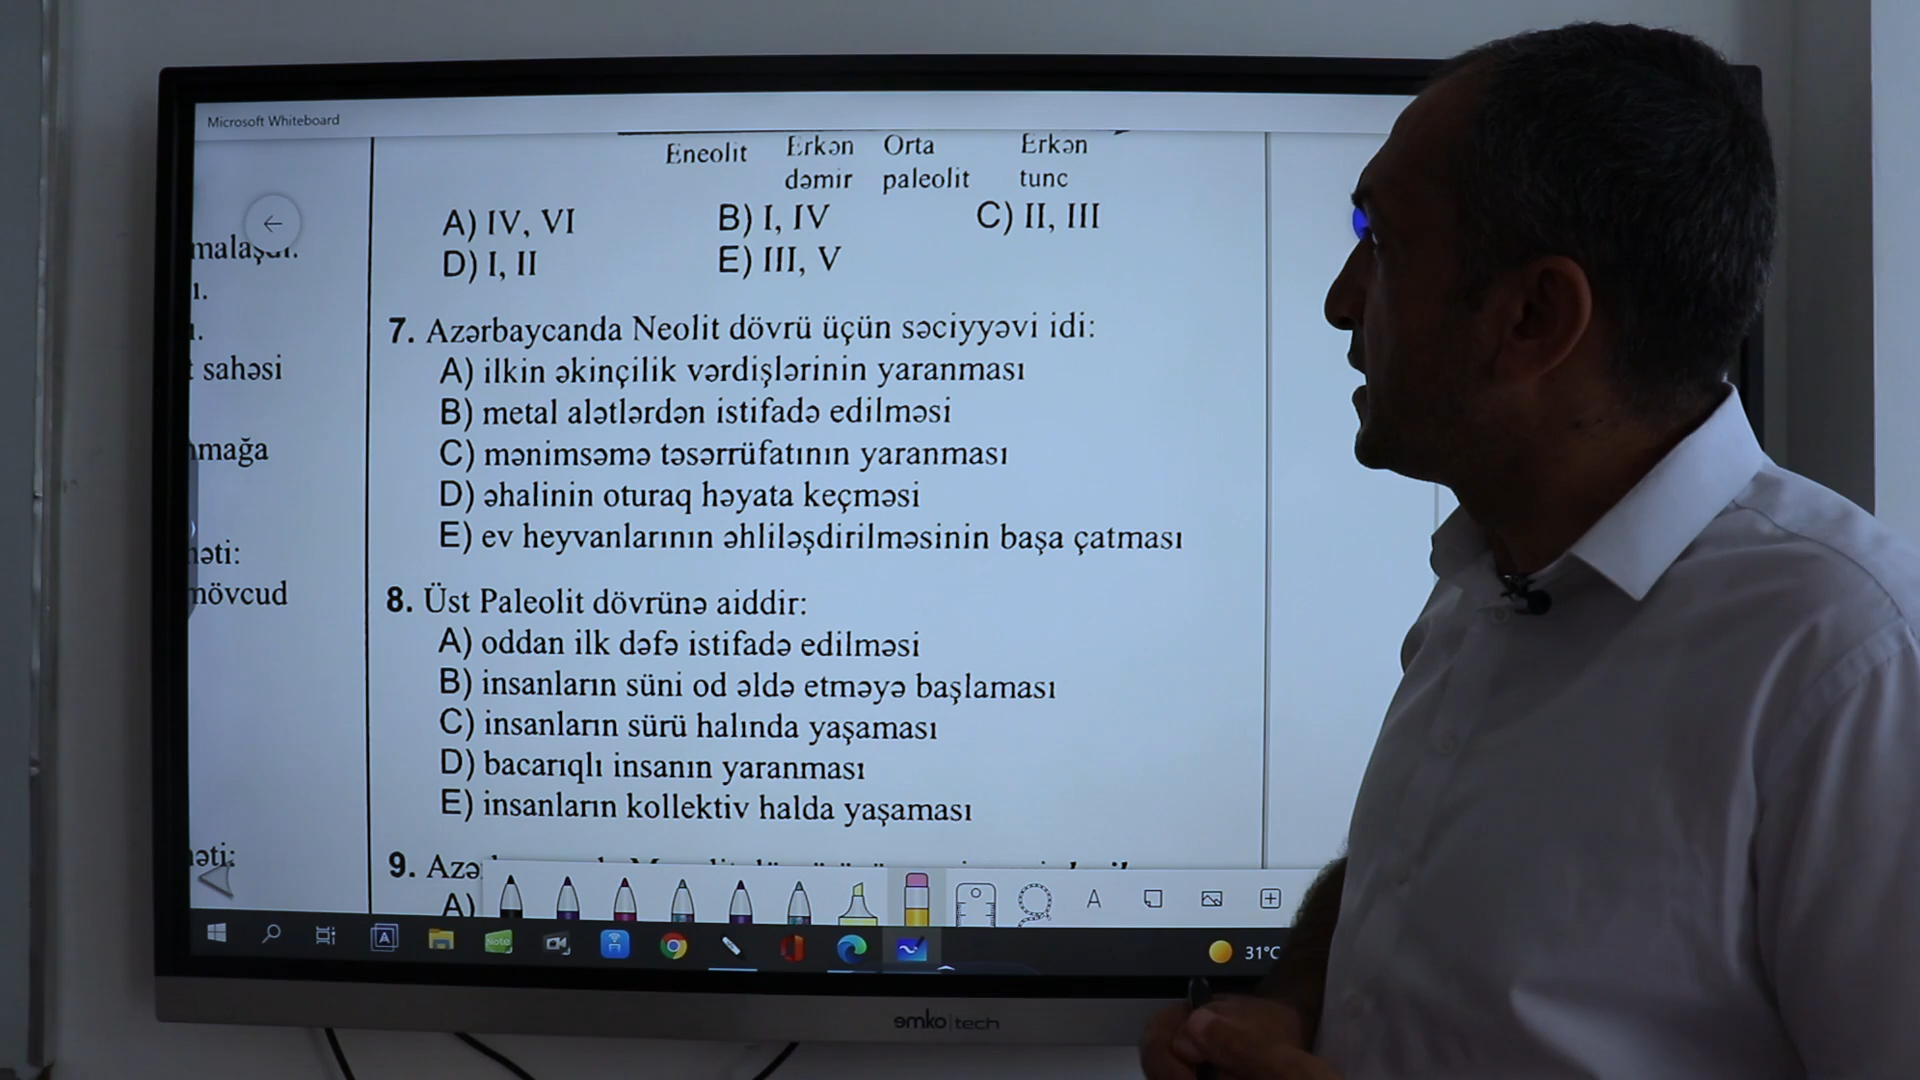 Microsoft Whiteboard
Eneolit Erkən dəmir Orta paleolit Erkən tunc
A) IV, VI B) I, IV C) II, III
D) I, II E) III, V
7. Azərbaycanda Neolit dövrü üçün səciyyəvi idi:
A) ilkin əkinçilik vərdişlərinin yaranması
B) metal alətlərdən istifadə edilməsi
C) mənimsəmə təsərrüfatının yaranması
D) əhalinin oturaq həyata keçməsi
E) ev heyvanlarının əhliləşdirilməsinin başa çatması
8. Üst Paleolit dövrünə aiddir:
A) oddan ilk dəfə istifadə edilməsi
B) insanların süni od əldə etməyə başlaması
C) insanların sürü halında yaşaması
D) bacarıqlı insanın yaranması
E) insanların kollektiv halda yaşaması
9. Azə
A)
sahəsi
mağa
əti:
mövcud
əti:
Note
31°C
emko tech